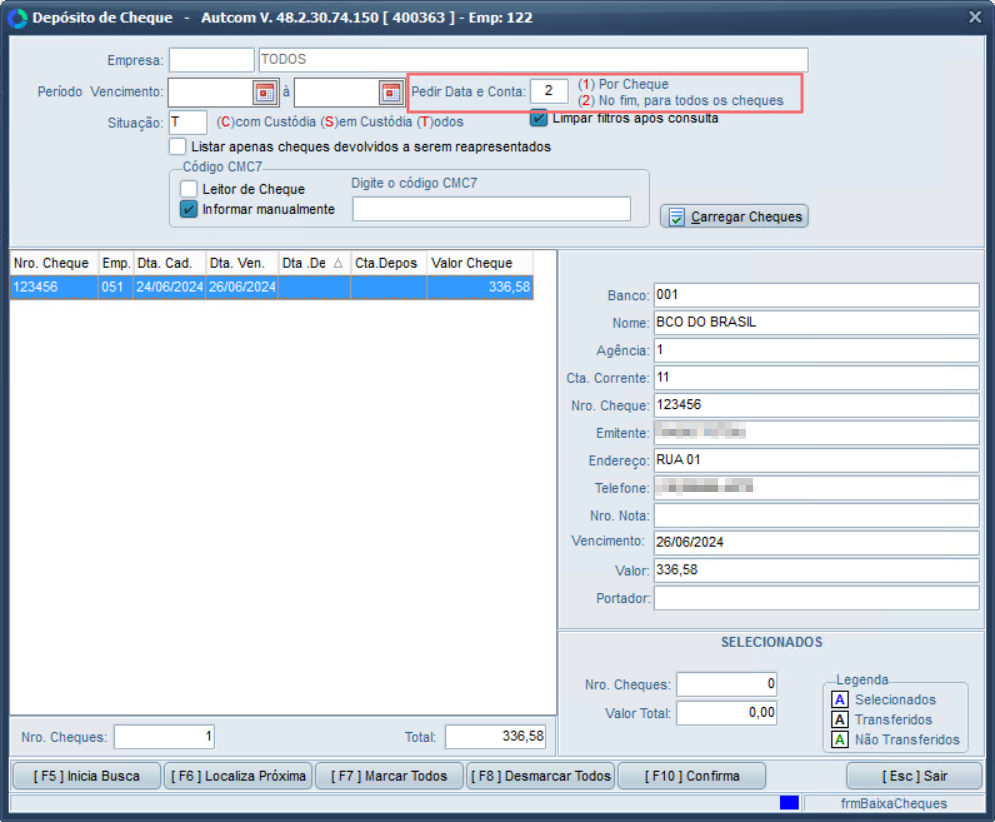 Depósito de Cheque - Autcom V. 48.2.30.74.150 [ 400363 ] - Emp: 122
Empresa: TODOS
Período Vencimento: à Pedir Data e Conta: 2 (1) Por Cheque
(2) No fim, para todos os cheques
Situação: T (C)com Custódia (S)em Custódia (T)odos Limpar filtros após consulta
Listar apenas cheques devolvidos a serem reapresentados
Código CMC7
Leitor de Cheque Digite o código CMC7
Informar manualmente
Carregar Cheques
Nro. Cheque Emp. Dta. Cad. Dta. Ven. Dta .De Cta.Depos Valor Cheque
123456 051 24/06/2024 26/06/2024 336,58
Banco: 001
Nome: BCO DO BRASIL
Agência: 1
Cta. Corrente: 11
Nro. Cheque: 123456
Emitente:
Endereço: RUA 01
Telefone:
Nro. Nota:
Vencimento: 26/06/2024
Valor: 336,58
Portador:
SELECIONADOS
Nro. Cheques: 0
Valor Total: 0,00
Legenda
A Selecionados
A Transferidos
A Não Transferidos
Nro. Cheques: 1 Total: 336,58
[ F5 ] Inicia Busca [ F6 ] Localiza Próxima [ F7 ] Marcar Todos [ F8 ] Desmarcar Todos [ F10 ] Confirma [ Esc ] Sair
frmBaixaCheques